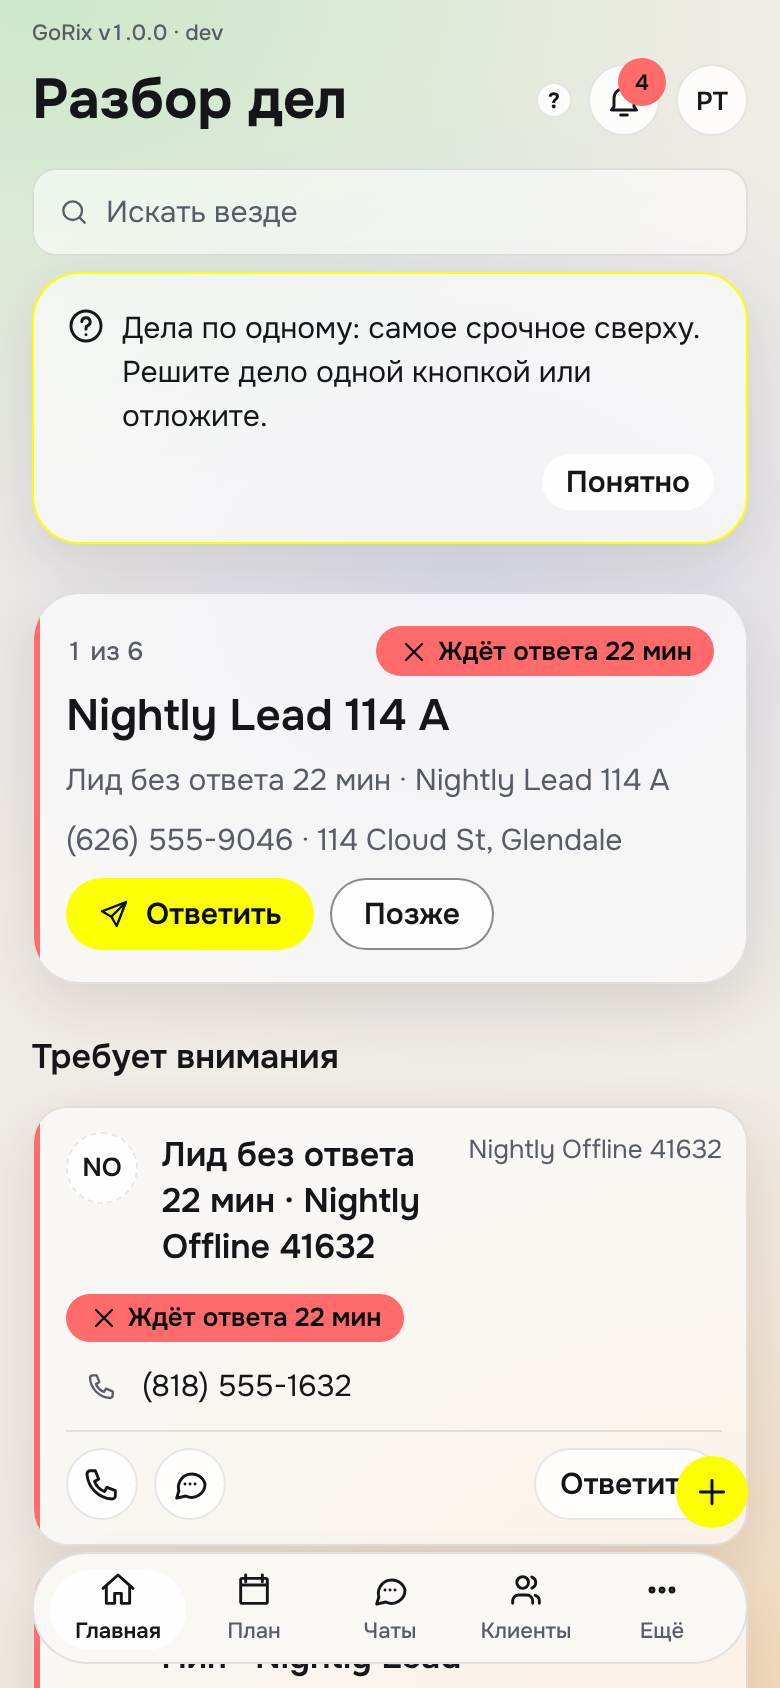 GoRix v1.0.0 · dev
Разбор дел
?
4
РТ
Искать везде
Дела по одному: самое срочное сверху.
Решите дело одной кнопкой или
отложите.
Понятно
1 из 6
Ждёт ответа 22 мин
Nightly Lead 114 A
Лид без ответа 22 мин · Nightly Lead 114 A
(626) 555-9046 · 114 Cloud St, Glendale
Ответить
Позже
Требует внимания
NO
Лид без ответа
22 мин · Nightly
Offline 41632
Nightly Offline 41632
Ждёт ответа 22 мин
(818) 555-1632
Ответит
Главная
План
Чаты
Клиенты
Ещё